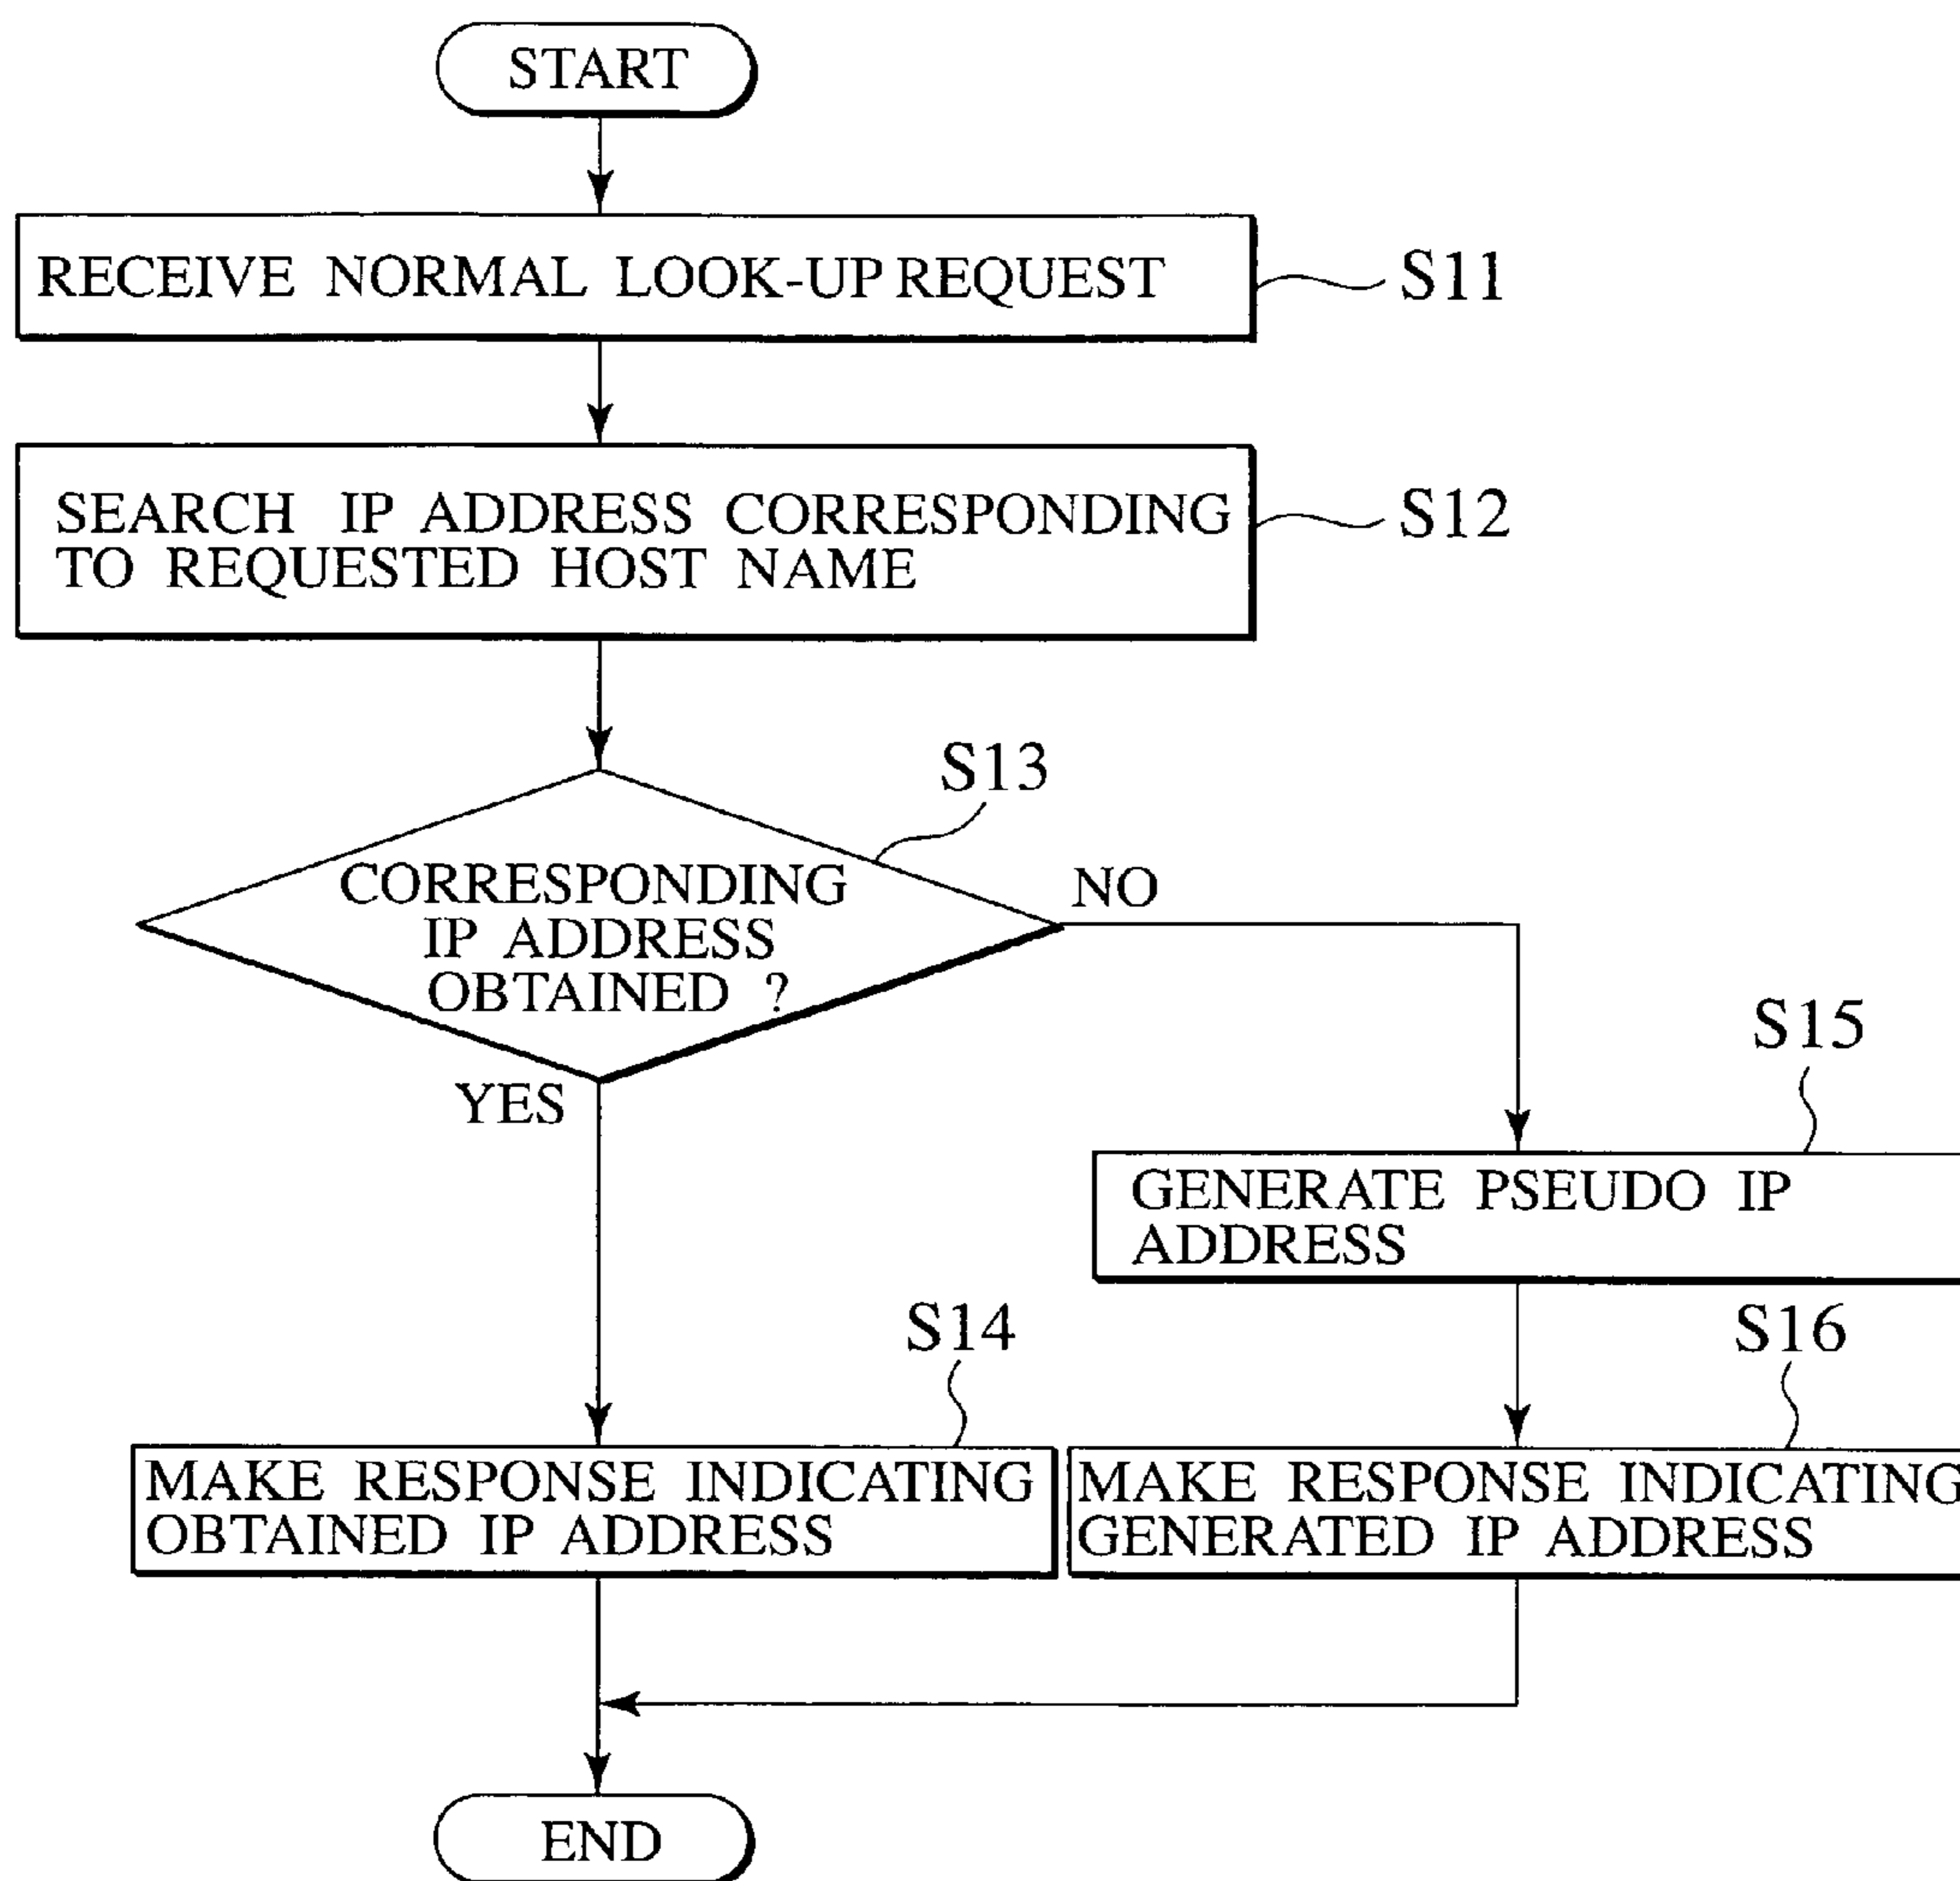 START
RECEIVE NORMAL LOOK-UP REQUEST
S11
SEARCH IP ADDRESS CORRESPONDING
TO REQUESTED HOST NAME
S12
S13
CORRESPONDING
IP ADDRESS
OBTAINED ?
NO
YES
S15
GENERATE PSEUDO IP
ADDRESS
S14
MAKE RESPONSE INDICATING
OBTAINED IP ADDRESS
S16
MAKE RESPONSE INDICATING
GENERATED IP ADDRESS
END